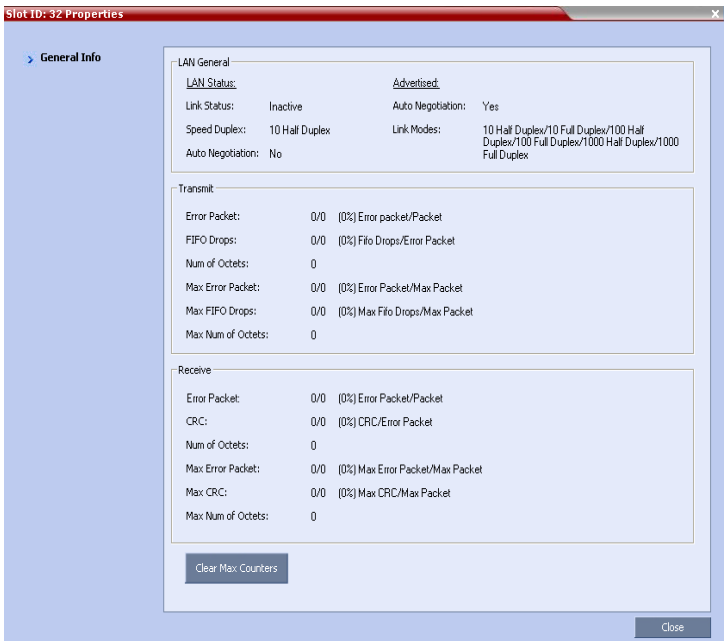 Slot ID: 32 Properties
x
General Info
LAN General
LAN Status: Advertised:
Link Status: Inactive Auto Negotiation: Yes
Speed Duplex: 10 Half Duplex Link Modes: 10 Half Duplex/10 Full Duplex/100 Half
Duplex/100 Full Duplex/1000 Half Duplex/1000
Auto Negotiation: No Full Duplex
Transmit
Error Packet: 0/0 (0%) Error packet/Packet
FIFO Drops: 0/0 (0%) Fifo Drops/Error Packet
Num of Octets: 0
Max Error Packet: 0/0 (0%) Error Packet/Max Packet
Max FIFO Drops: 0/0 (0%) Max Fifo Drops/Max Packet
Max Num of Octets: 0
Receive
Error Packet: 0/0 (0%) Error Packet/Packet
CRC: 0/0 (0%) CRC/Error Packet
Num of Octets: 0
Max Error Packet: 0/0 (0%) Max Error Packet/Max Packet
Max CRC: 0/0 (0%) Max CRC/Max Packet
Max Num of Octets: 0
Clear Max Counters
Close